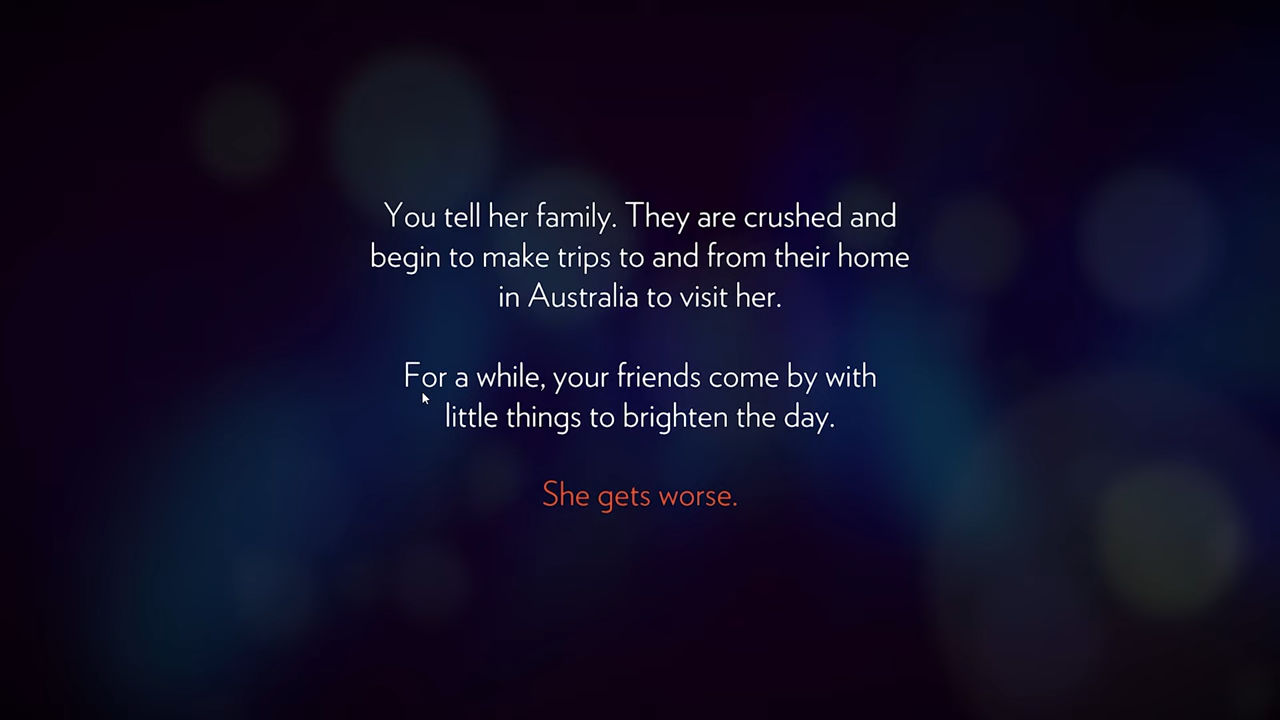 You tell her family. They are crushed and
begin to make trips to and from their home
in Australia to visit her.
For a while, your friends come by with
little things to brighten the day.
She gets worse.